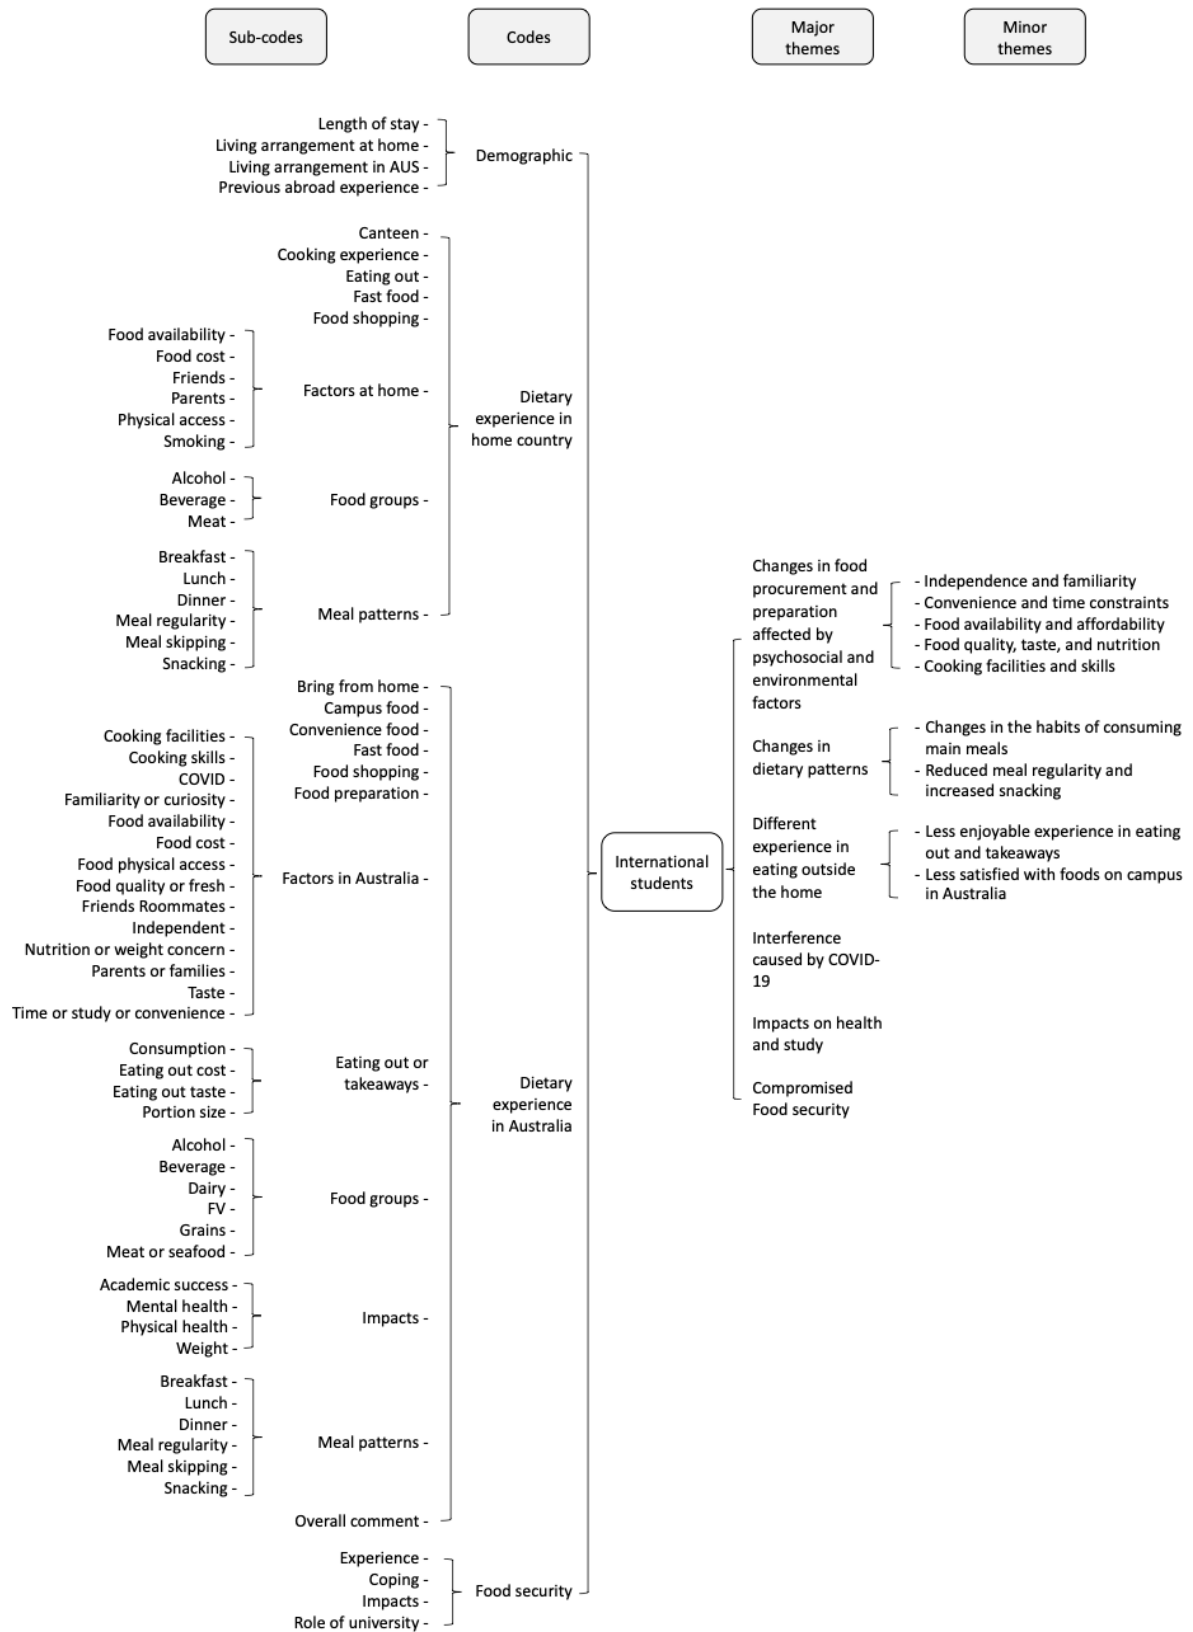 Sub-codes
Codes
Major
themes
Minor
themes
Length of stay -
Living arrangement at home -
Living arrangement in AUS -
Previous abroad experience -
Demographic
Canteen -
Cooking experience -
Eating out -
Fast food -
Food shopping -
Food availability -
Food cost -
Friends -
Parents -
Physical access -
Smoking -
Factors at home -
Alcohol -
Beverage -
Meat -
Food groups -
Breakfast -
Lunch -
Dinner -
Meal regularity -
Meal skipping -
Snacking -
Meal patterns -
Dietary
experience in
home country
Bring from home -
Campus food -
Convenience food -
Fast food -
Food shopping -
Food preparation -
Cooking facilities -
Cooking skills -
COVID -
Familiarity or curiosity -
Food availability -
Food cost -
Food physical access -
Food quality or fresh -
Friends Roommates -
Independent -
Nutrition or weight concern -
Parents or families -
Taste -
Time or study or convenience -
Factors in Australia -
Consumption -
Eating out cost -
Eating out taste -
Portion size -
Eating out or
takeaways -
Alcohol -
Beverage -
Dairy -
FV -
Grains -
Meat or seafood -
Food groups -
Academic success -
Mental health -
Physical health -
Weight -
Impacts -
Breakfast -
Lunch -
Dinner -
Meal regularity -
Meal skipping -
Snacking -
Meal patterns -
Overall comment -
Dietary
experience
in Australia
Experience -
Coping -
Impacts -
Role of university -
Food security
International
students
Changes in food
procurement and
preparation
affected by
psychosocial and
environmental
factors
- Independence and familiarity
- Convenience and time constraints
- Food availability and affordability
- Food quality, taste, and nutrition
- Cooking facilities and skills
Changes in
dietary patterns
- Changes in the habits of consuming
main meals
- Reduced meal regularity and
increased snacking
Different
experience in
eating outside
the home
- Less enjoyable experience in eating
out and takeaways
- Less satisfied with foods on campus
in Australia
Interference
caused by COVID-
19
Impacts on health
and study
Compromised
Food security